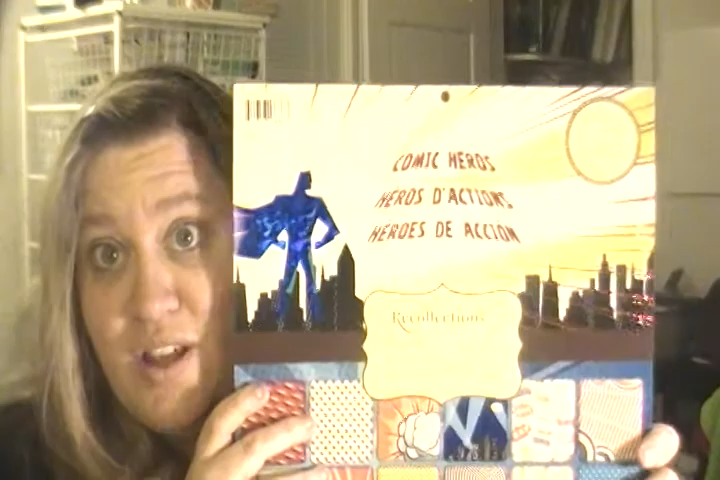 COMIC HEROS
HEROS D'ACTIONS
HEROES DE ACCION
Recollections